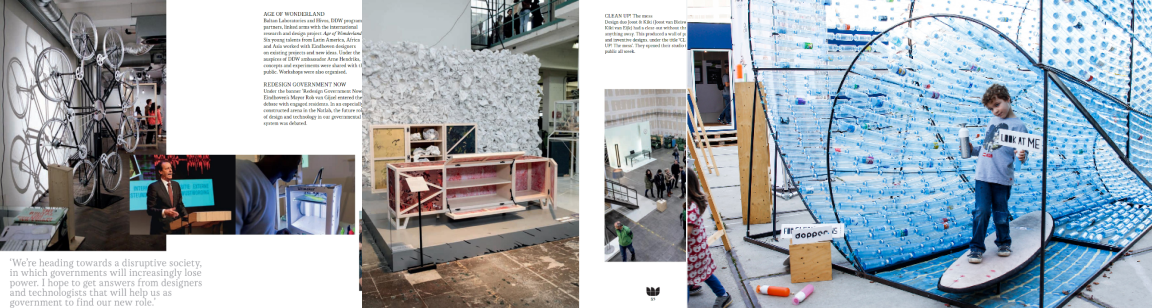 AGE OF WONDERLAND
Baltan Laboratories and Hivos, DDW program
partners, linked arms with the international
research and design project Age of Wonderland.
Six young talents from Latin America, Africa
and Asia worked with Eindhoven designers
on existing projects and new ideas. Under the
auspices of DDW ambassador Arne Hendriks,
concepts and experiments were shared with th
public. Workshops were also organised.
REDESIGN GOVERNMENT NOW
Under the banner 'Redesign Government Now
Eindhoven's Mayor Rob van Gijzel entered the
debate with engaged residents. In an especiall
constructed arena in the Natlab, the future ro
of design and technology in our governmental
system was debated.
'We're heading towards a disruptive society,
in which governments will increasingly lose
power. I hope to get answers from designers
and technologists that will help us as
government to find our new role.'
CLEAN UP! The mess
Design duo Joost & Kiki (Joost van Bleiswi
Kiki van Eijk) had a clear out without th
anything away. This produced a wall of
and inventive designs, under the title 'CL
UP! The mess'. They opened their studio t
public all week.
LOOK AT ME
dopper.